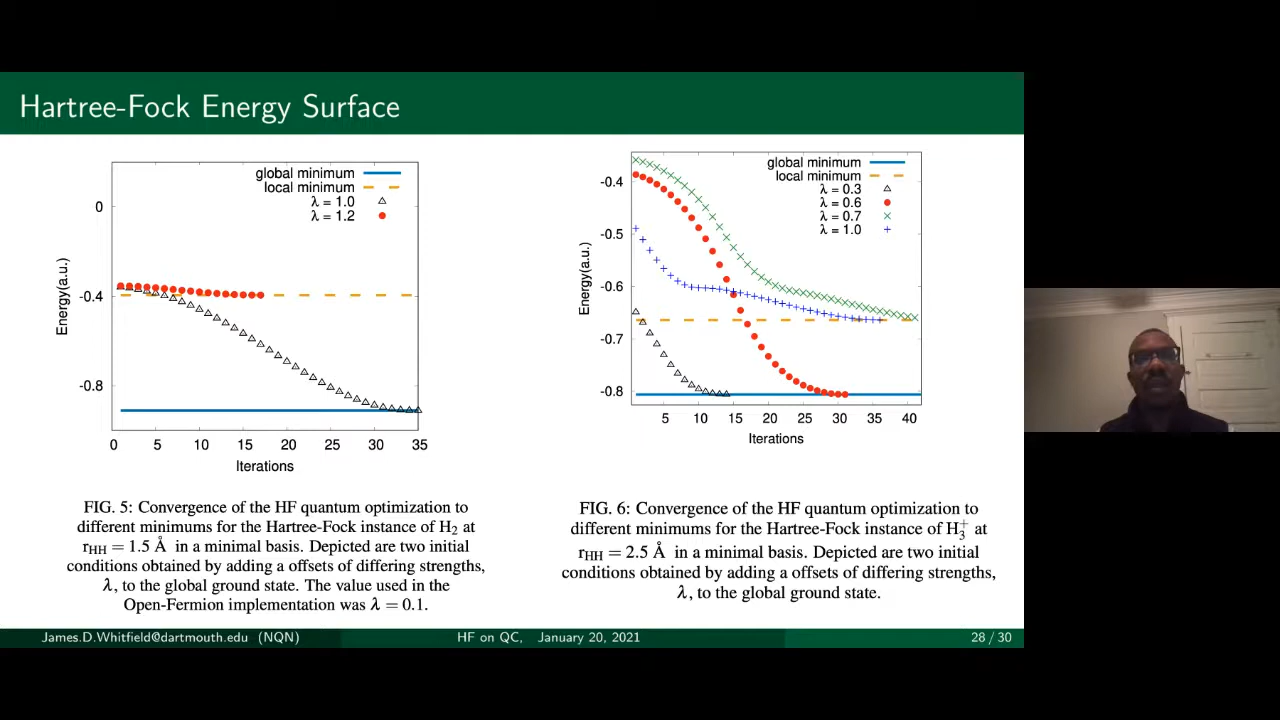 Hartree-Fock Energy Surface
global minimum
local minimum
λ = 1.0
λ = 1.2
0
-0.4
-0.8
Energy(a.u.)
0 5 10 15 20 25 30 35
Iterations
FIG. 5: Convergence of the HF quantum optimization to
different minimums for the Hartree-Fock instance of H2 at
rHH = 1.5 Å in a minimal basis. Depicted are two initial
conditions obtained by adding a offsets of differing strengths,
λ, to the global ground state. The value used in the
Open-Fermion implementation was λ = 0.1.
global minimum
local minimum
λ = 0.3
λ = 0.6
λ = 0.7
λ = 1.0
-0.4
-0.5
-0.6
-0.7
-0.8
Energy(a.u.)
5 10 15 20 25 30 35 40
Iterations
FIG. 6: Convergence of the HF quantum optimization to
different minimums for the Hartree-Fock instance of H3+ at
rHH = 2.5 Å in a minimal basis. Depicted are two initial
conditions obtained by adding a offsets of differing strengths,
λ, to the global ground state.
James.D.Whitfield@dartmouth.edu (NQN) HF on QC, January 20, 2021 28 / 30